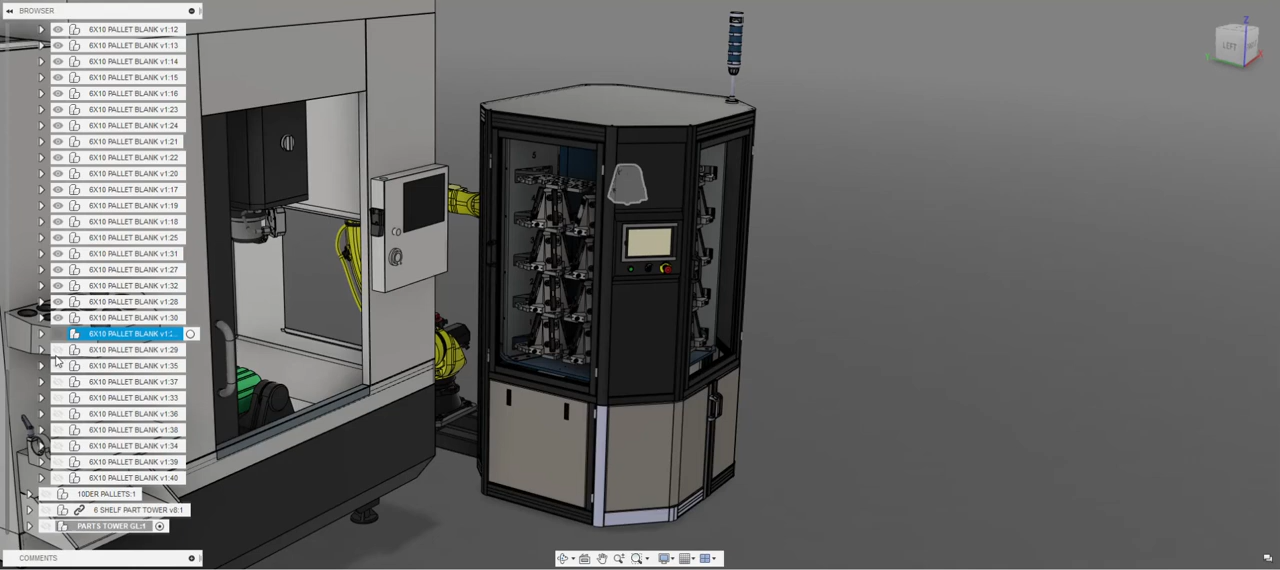 BROWSER
6X10 PALLET BLANK v1:12
6X10 PALLET BLANK v1:13
6X10 PALLET BLANK v1:14
6X10 PALLET BLANK v1:15
6X10 PALLET BLANK v1:16
6X10 PALLET BLANK v1:23
6X10 PALLET BLANK v1:24
6X10 PALLET BLANK v1:21
6X10 PALLET BLANK v1:22
6X10 PALLET BLANK v1:20
6X10 PALLET BLANK v1:17
6X10 PALLET BLANK v1:19
6X10 PALLET BLANK v1:18
6X10 PALLET BLANK v1:25
6X10 PALLET BLANK v1:31
6X10 PALLET BLANK v1:27
6X10 PALLET BLANK v1:32
6X10 PALLET BLANK v1:28
6X10 PALLET BLANK v1:30
6X10 PALLET BLANK v1:2...
6X10 PALLET BLANK v1:29
6X10 PALLET BLANK v1:35
6X10 PALLET BLANK v1:37
6X10 PALLET BLANK v1:33
6X10 PALLET BLANK v1:36
6X10 PALLET BLANK v1:38
6X10 PALLET BLANK v1:34
6X10 PALLET BLANK v1:39
6X10 PALLET BLANK v1:40
10DER PALLETS:1
6 SHELF PART TOWER v8:1
PARTS TOWER GL:1
COMMENTS
5
Z
LEFT
Y
X